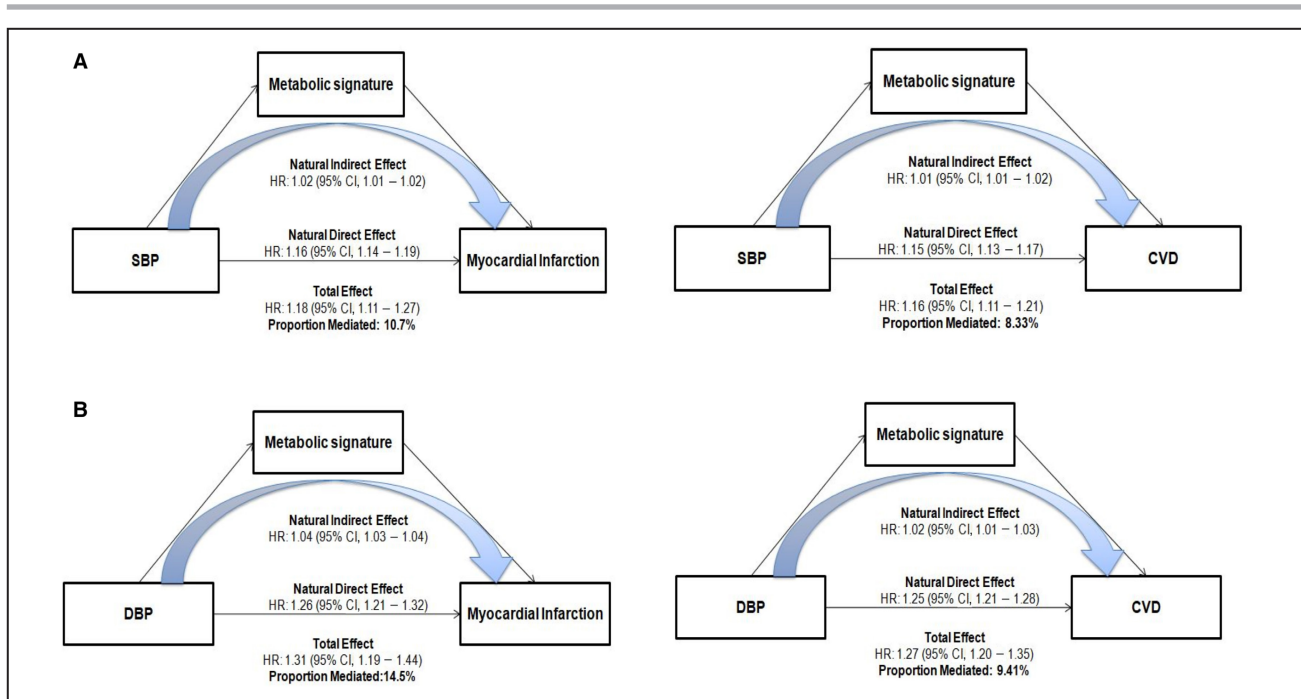 A
Metabolic signature
Natural Indirect Effect
HR: 1.02 (95% CI, 1.01 – 1.02)
Natural Direct Effect
HR: 1.16 (95% CI, 1.14 – 1.19)
SBP
Myocardial Infarction
Total Effect
HR: 1.18 (95% CI, 1.11 – 1.27)
Proportion Mediated: 10.7%
Metabolic signature
Natural Indirect Effect
HR: 1.01 (95% CI, 1.01 – 1.02)
Natural Direct Effect
HR: 1.15 (95% CI, 1.13 – 1.17)
SBP
CVD
Total Effect
HR: 1.16 (95% CI, 1.11 – 1.21)
Proportion Mediated: 8.33%
B
Metabolic signature
Natural Indirect Effect
HR: 1.04 (95% CI, 1.03 – 1.04)
Natural Direct Effect
HR: 1.26 (95% CI, 1.21 – 1.32)
DBP
Myocardial Infarction
Total Effect
HR: 1.31 (95% CI, 1.19 – 1.44)
Proportion Mediated:14.5%
Metabolic signature
Natural Indirect Effect
HR: 1.02 (95% CI, 1.01 – 1.03)
Natural Direct Effect
HR: 1.25 (95% CI, 1.21 – 1.28)
DBP
CVD
Total Effect
HR: 1.27 (95% CI, 1.20 – 1.35)
Proportion Mediated: 9.41%